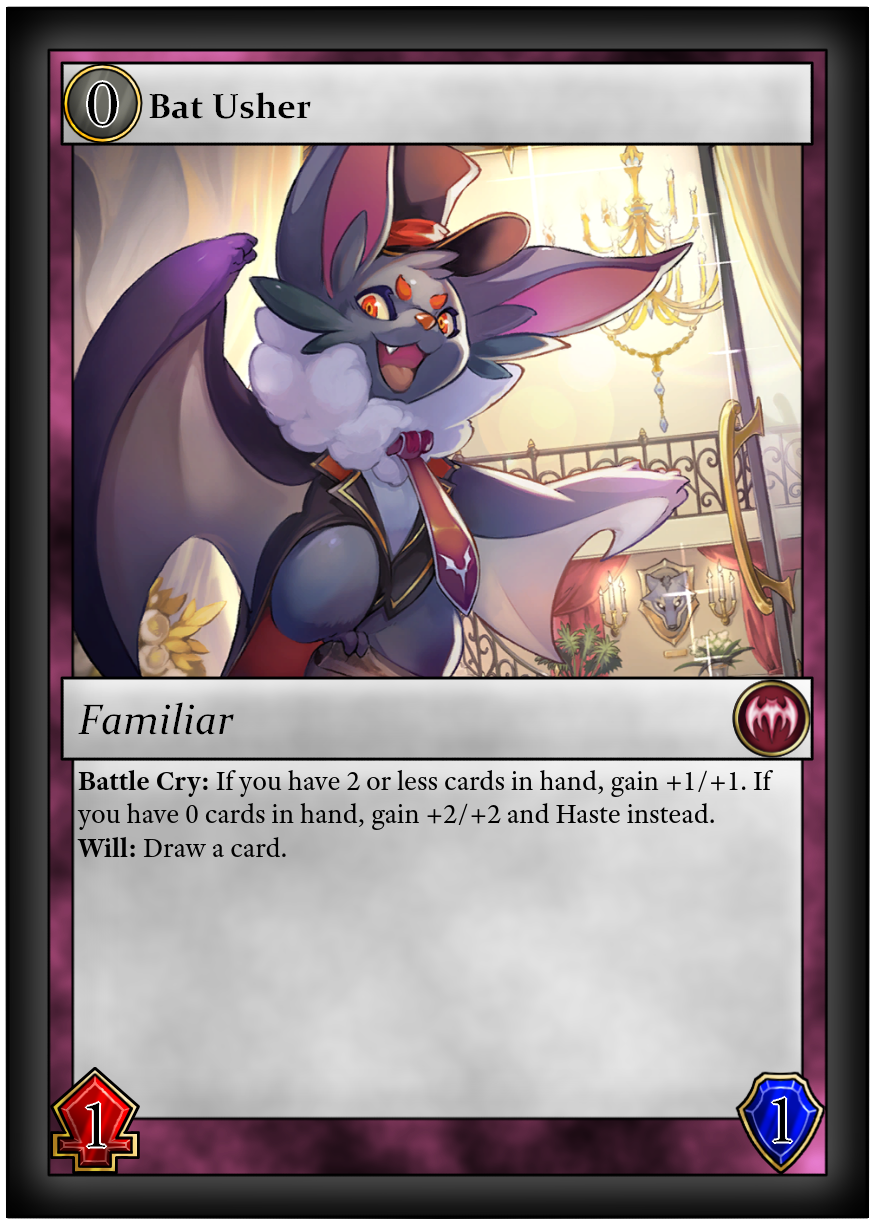 0 Bat Usher
Familiar
Battle Cry: If you have 2 or less cards in hand, gain +1/+1. If
you have 0 cards in hand, gain +2/+2 and Haste instead.
Will: Draw a card.
1 1